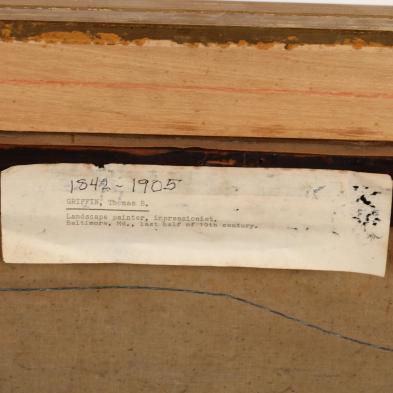 1842-1905
GRIFFIN, Thomas B.
Landscape painter, impressionist.
Baltimore, Md., last half of 19th century.